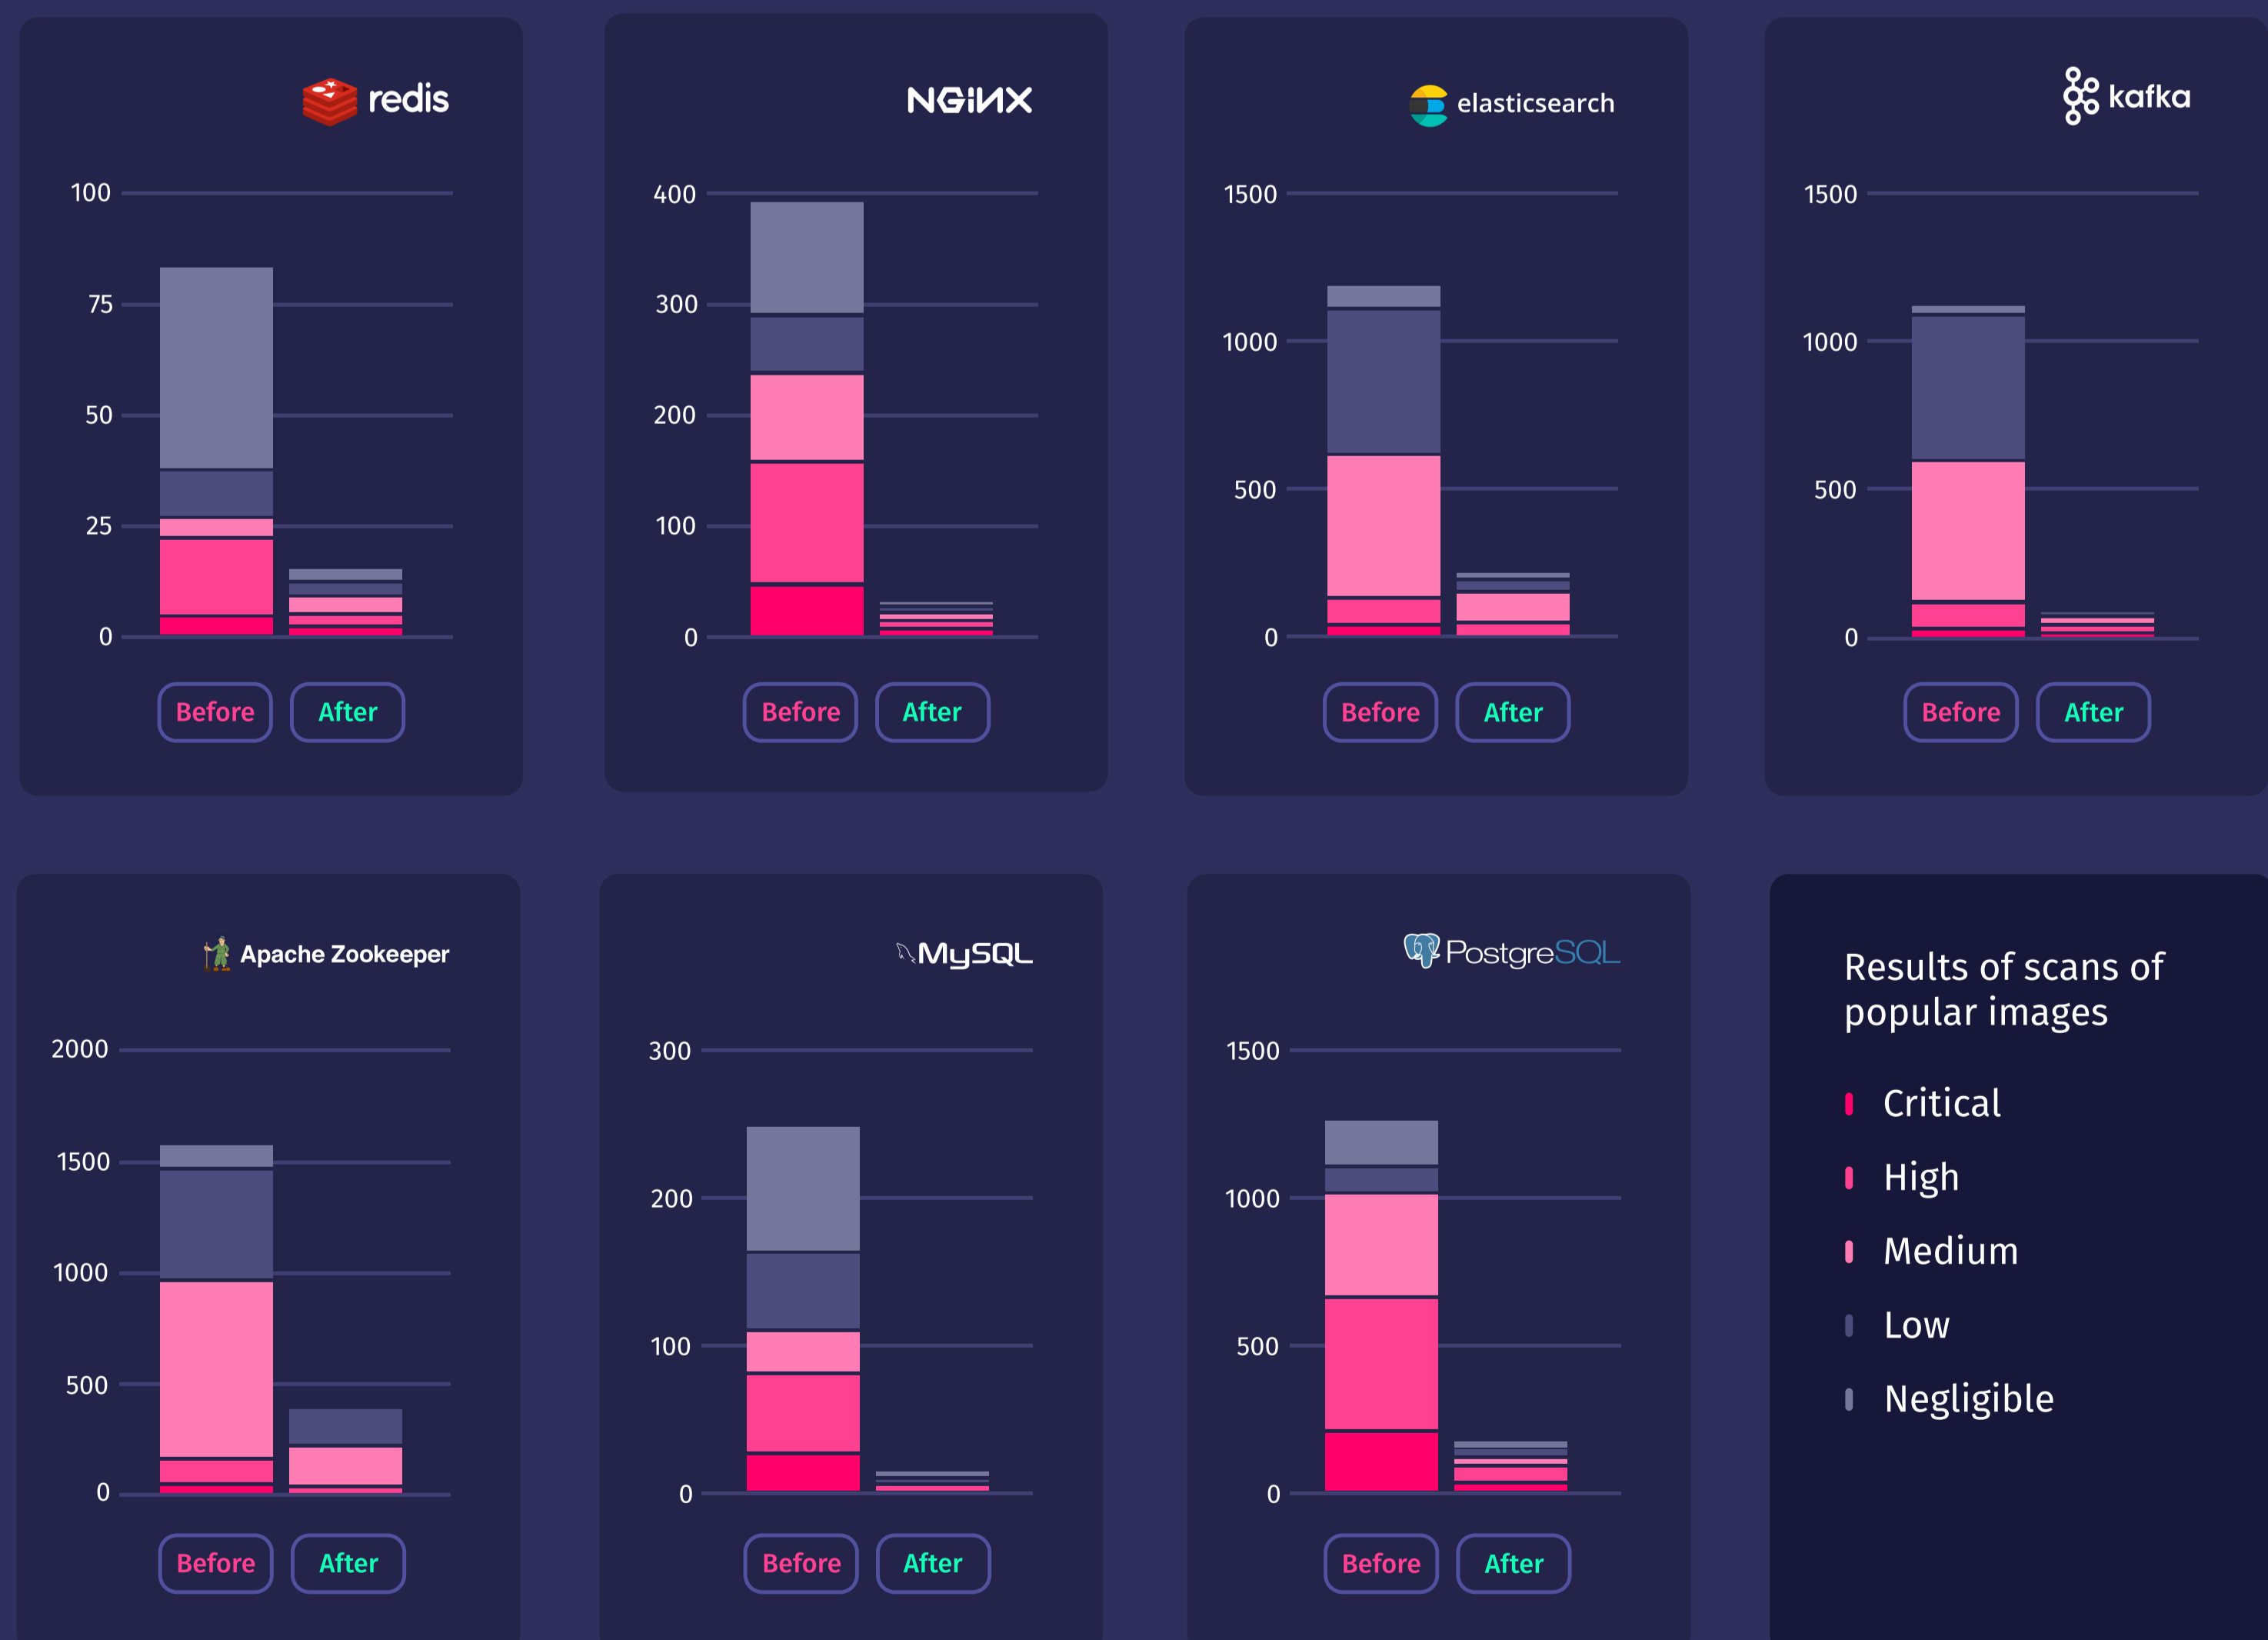 redis
100
75
50
25
0
Before After
NGINX
400
300
200
100
0
Before After
elasticsearch
1500
1000
500
0
Before After
kafka
1500
1000
500
0
Before After
Apache Zookeeper
2000
1500
1000
500
0
Before After
MySQL
300
200
100
0
Before After
PostgreSQL
1500
1000
500
0
Before After
Results of scans of
popular images
Critical
High
Medium
Low
Negligible